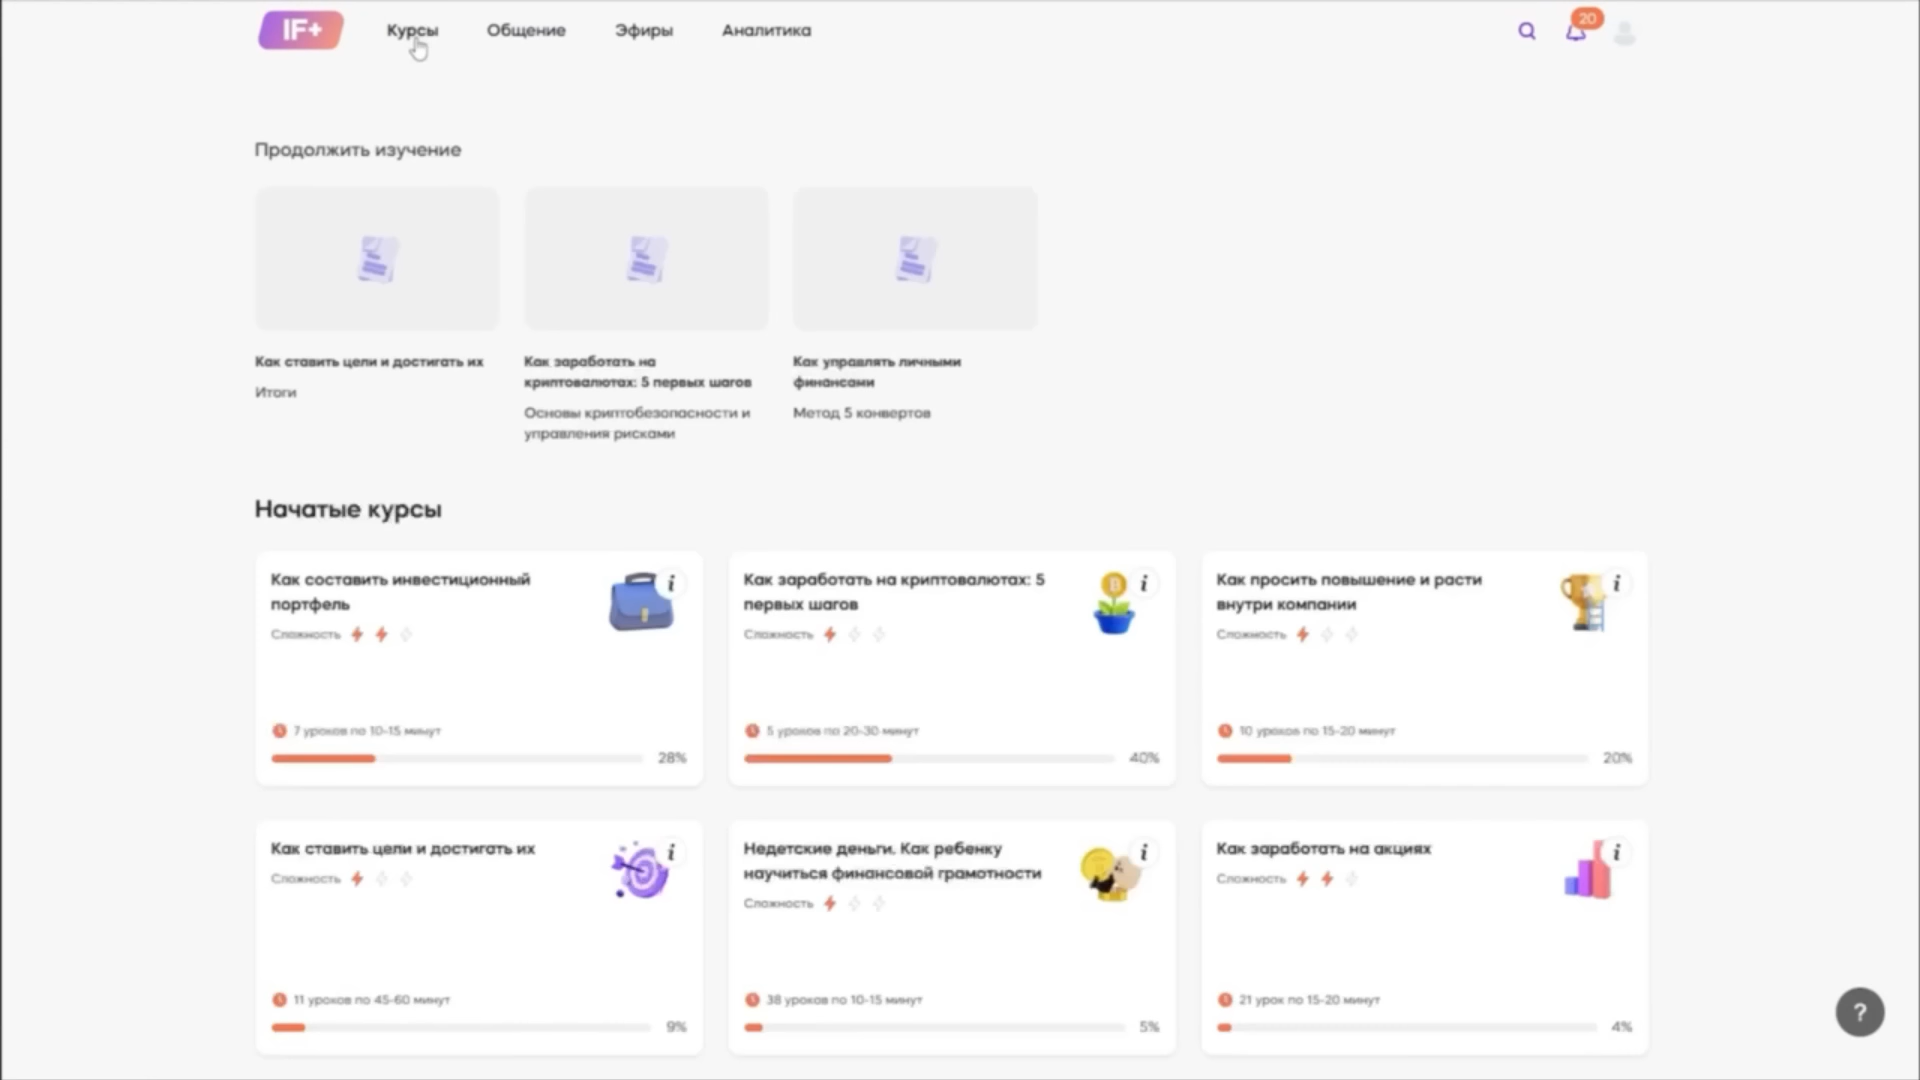 IF+
Курсы
Общение
Эфиры
Аналитика
20
Продолжить изучение
Как ставить цели и достигать их
Итоги
Как заработать на
криптовалютах: 5 первых шагов
Основы криптобезопасности и
управления рисками
Как управлять личными
финансами
Метод 5 конвертов
Начатые курсы
Как составить инвестиционный
портфель
Сложность
7 уроков по 10-15 минут
28%
Как заработать на криптовалютах: 5
первых шагов
Сложность
5 уроков по 20-30 минут
40%
Как просить повышение и расти
внутри компании
Сложность
10 уроков по 15-20 минут
20%
Как ставить цели и достигать их
Сложность
11 уроков по 45-60 минут
9%
Недетские деньги. Как ребенку
научиться финансовой грамотности
Сложность
38 уроков по 10-15 минут
5%
Как заработать на акциях
Сложность
21 урок по 15-20 минут
4%
i
i
i
i
i
i
?